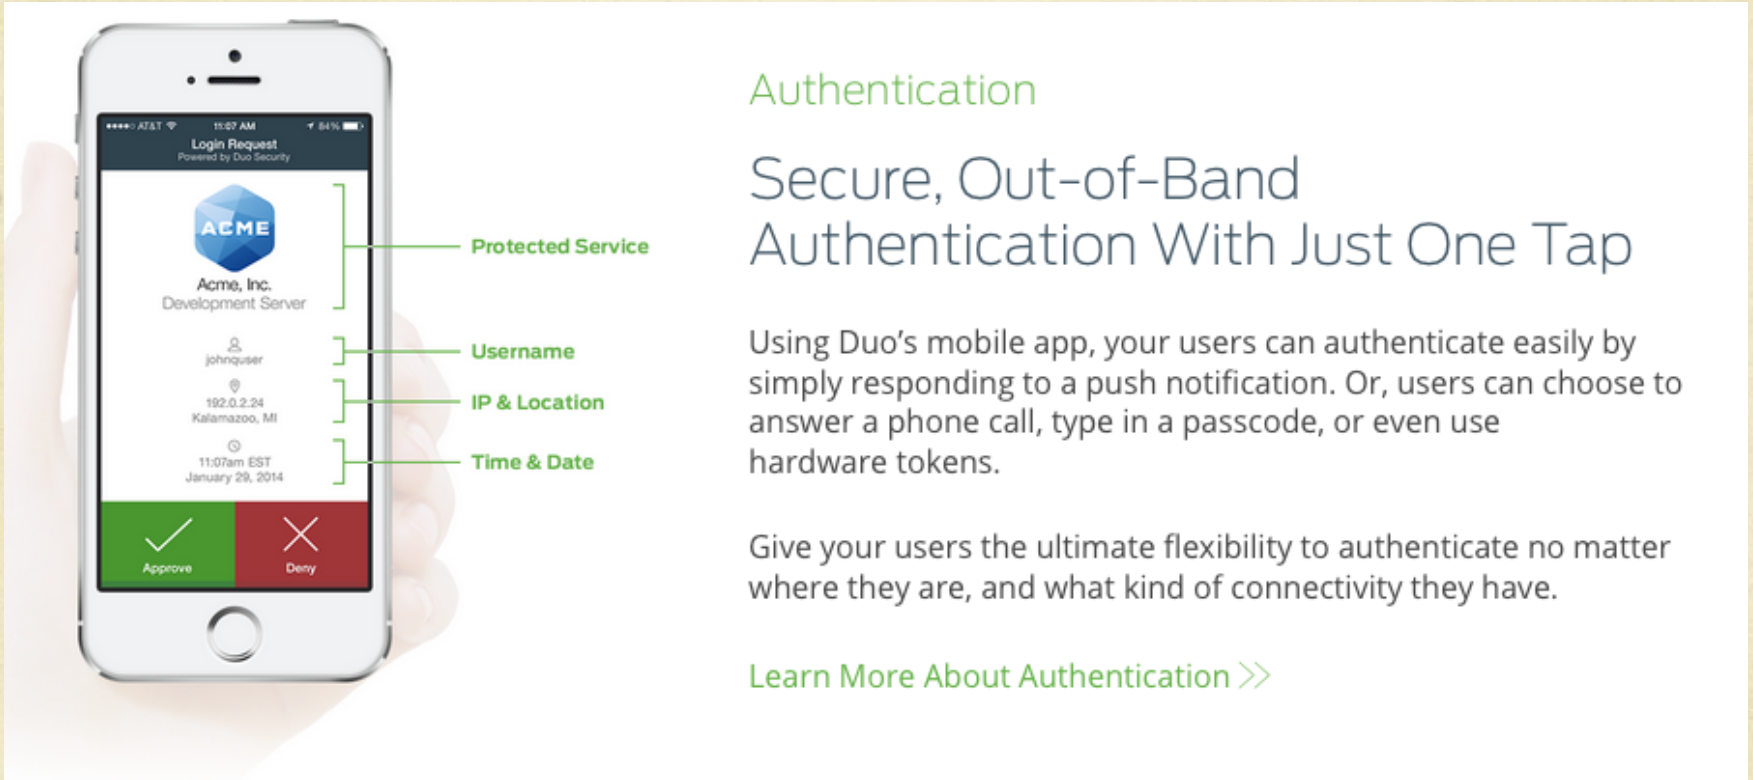 AT&T 11:07 AM 84%
Login Request
Powered by Duo Security
ACME
Acme, Inc.
Development Server
johnquser
192.0.2.24
Kalamazoo, MI
11:07am EST
January 29, 2014
Approve
Deny
Protected Service
Username
IP & Location
Time & Date
Authentication
Secure, Out-of-Band
Authentication With Just One Tap
Using Duo’s mobile app, your users can authenticate easily by
simply responding to a push notification. Or, users can choose to
answer a phone call, type in a passcode, or even use
hardware tokens.
Give your users the ultimate flexibility to authenticate no matter
where they are, and what kind of connectivity they have.
Learn More About Authentication >>